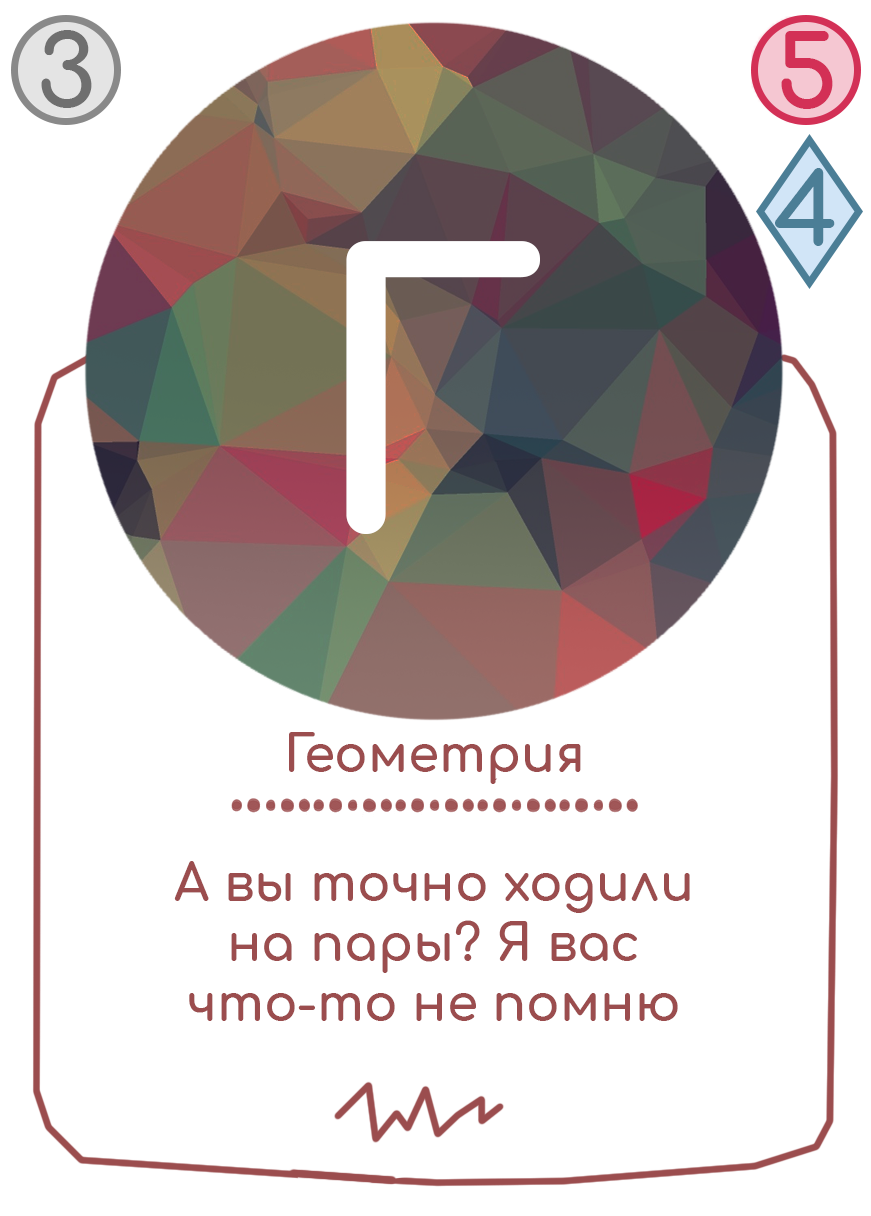 3
5
4
Г
Геометрия
А вы точно ходили
на пары? Я вас
что-то не помню